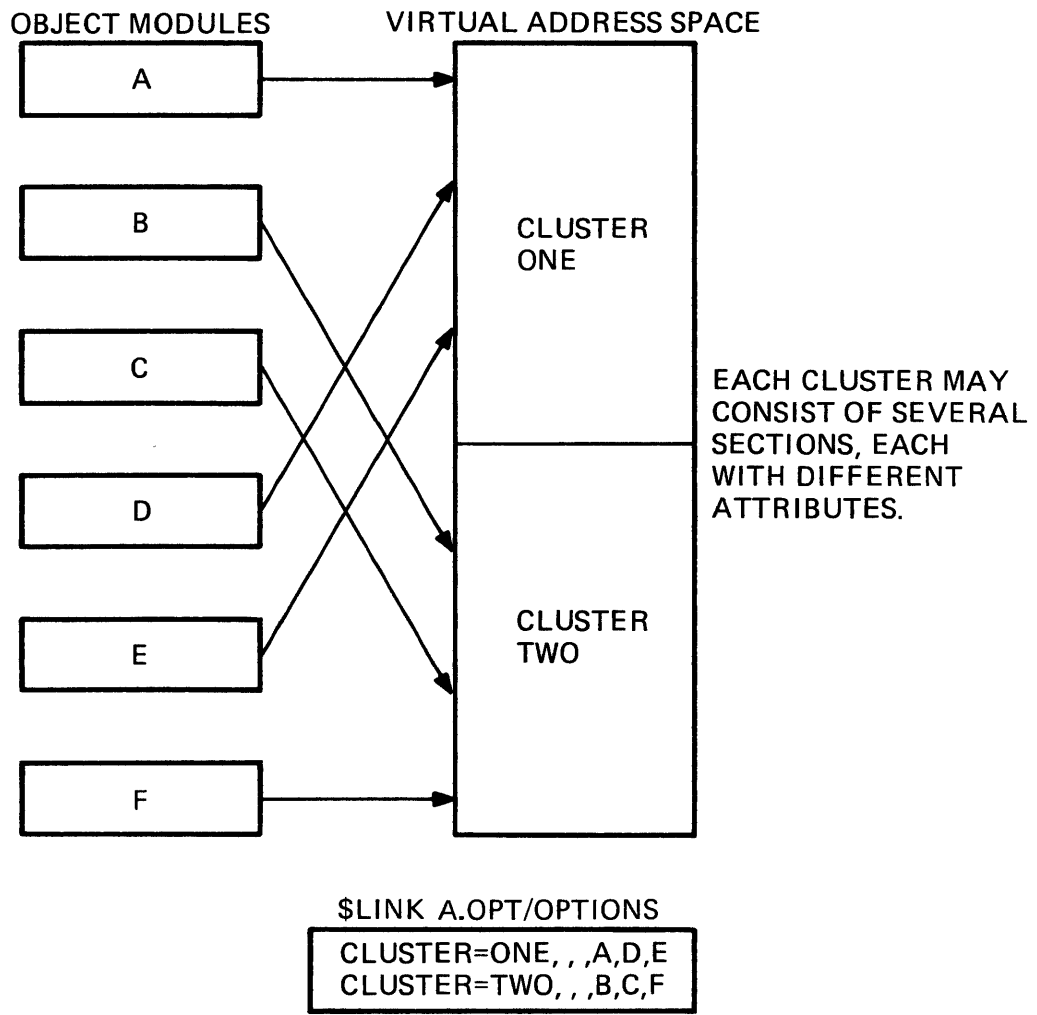 OBJECT MODULES
VIRTUAL ADDRESS SPACE
A
B
C
D
E
F
CLUSTER
ONE
CLUSTER
TWO
EACH CLUSTER MAY
CONSIST OF SEVERAL
SECTIONS, EACH
WITH DIFFERENT
ATTRIBUTES.
$LINK A.OPT/OPTIONS
CLUSTER=ONE, , ,A,D,E
CLUSTER=TWO, , ,B,C,F